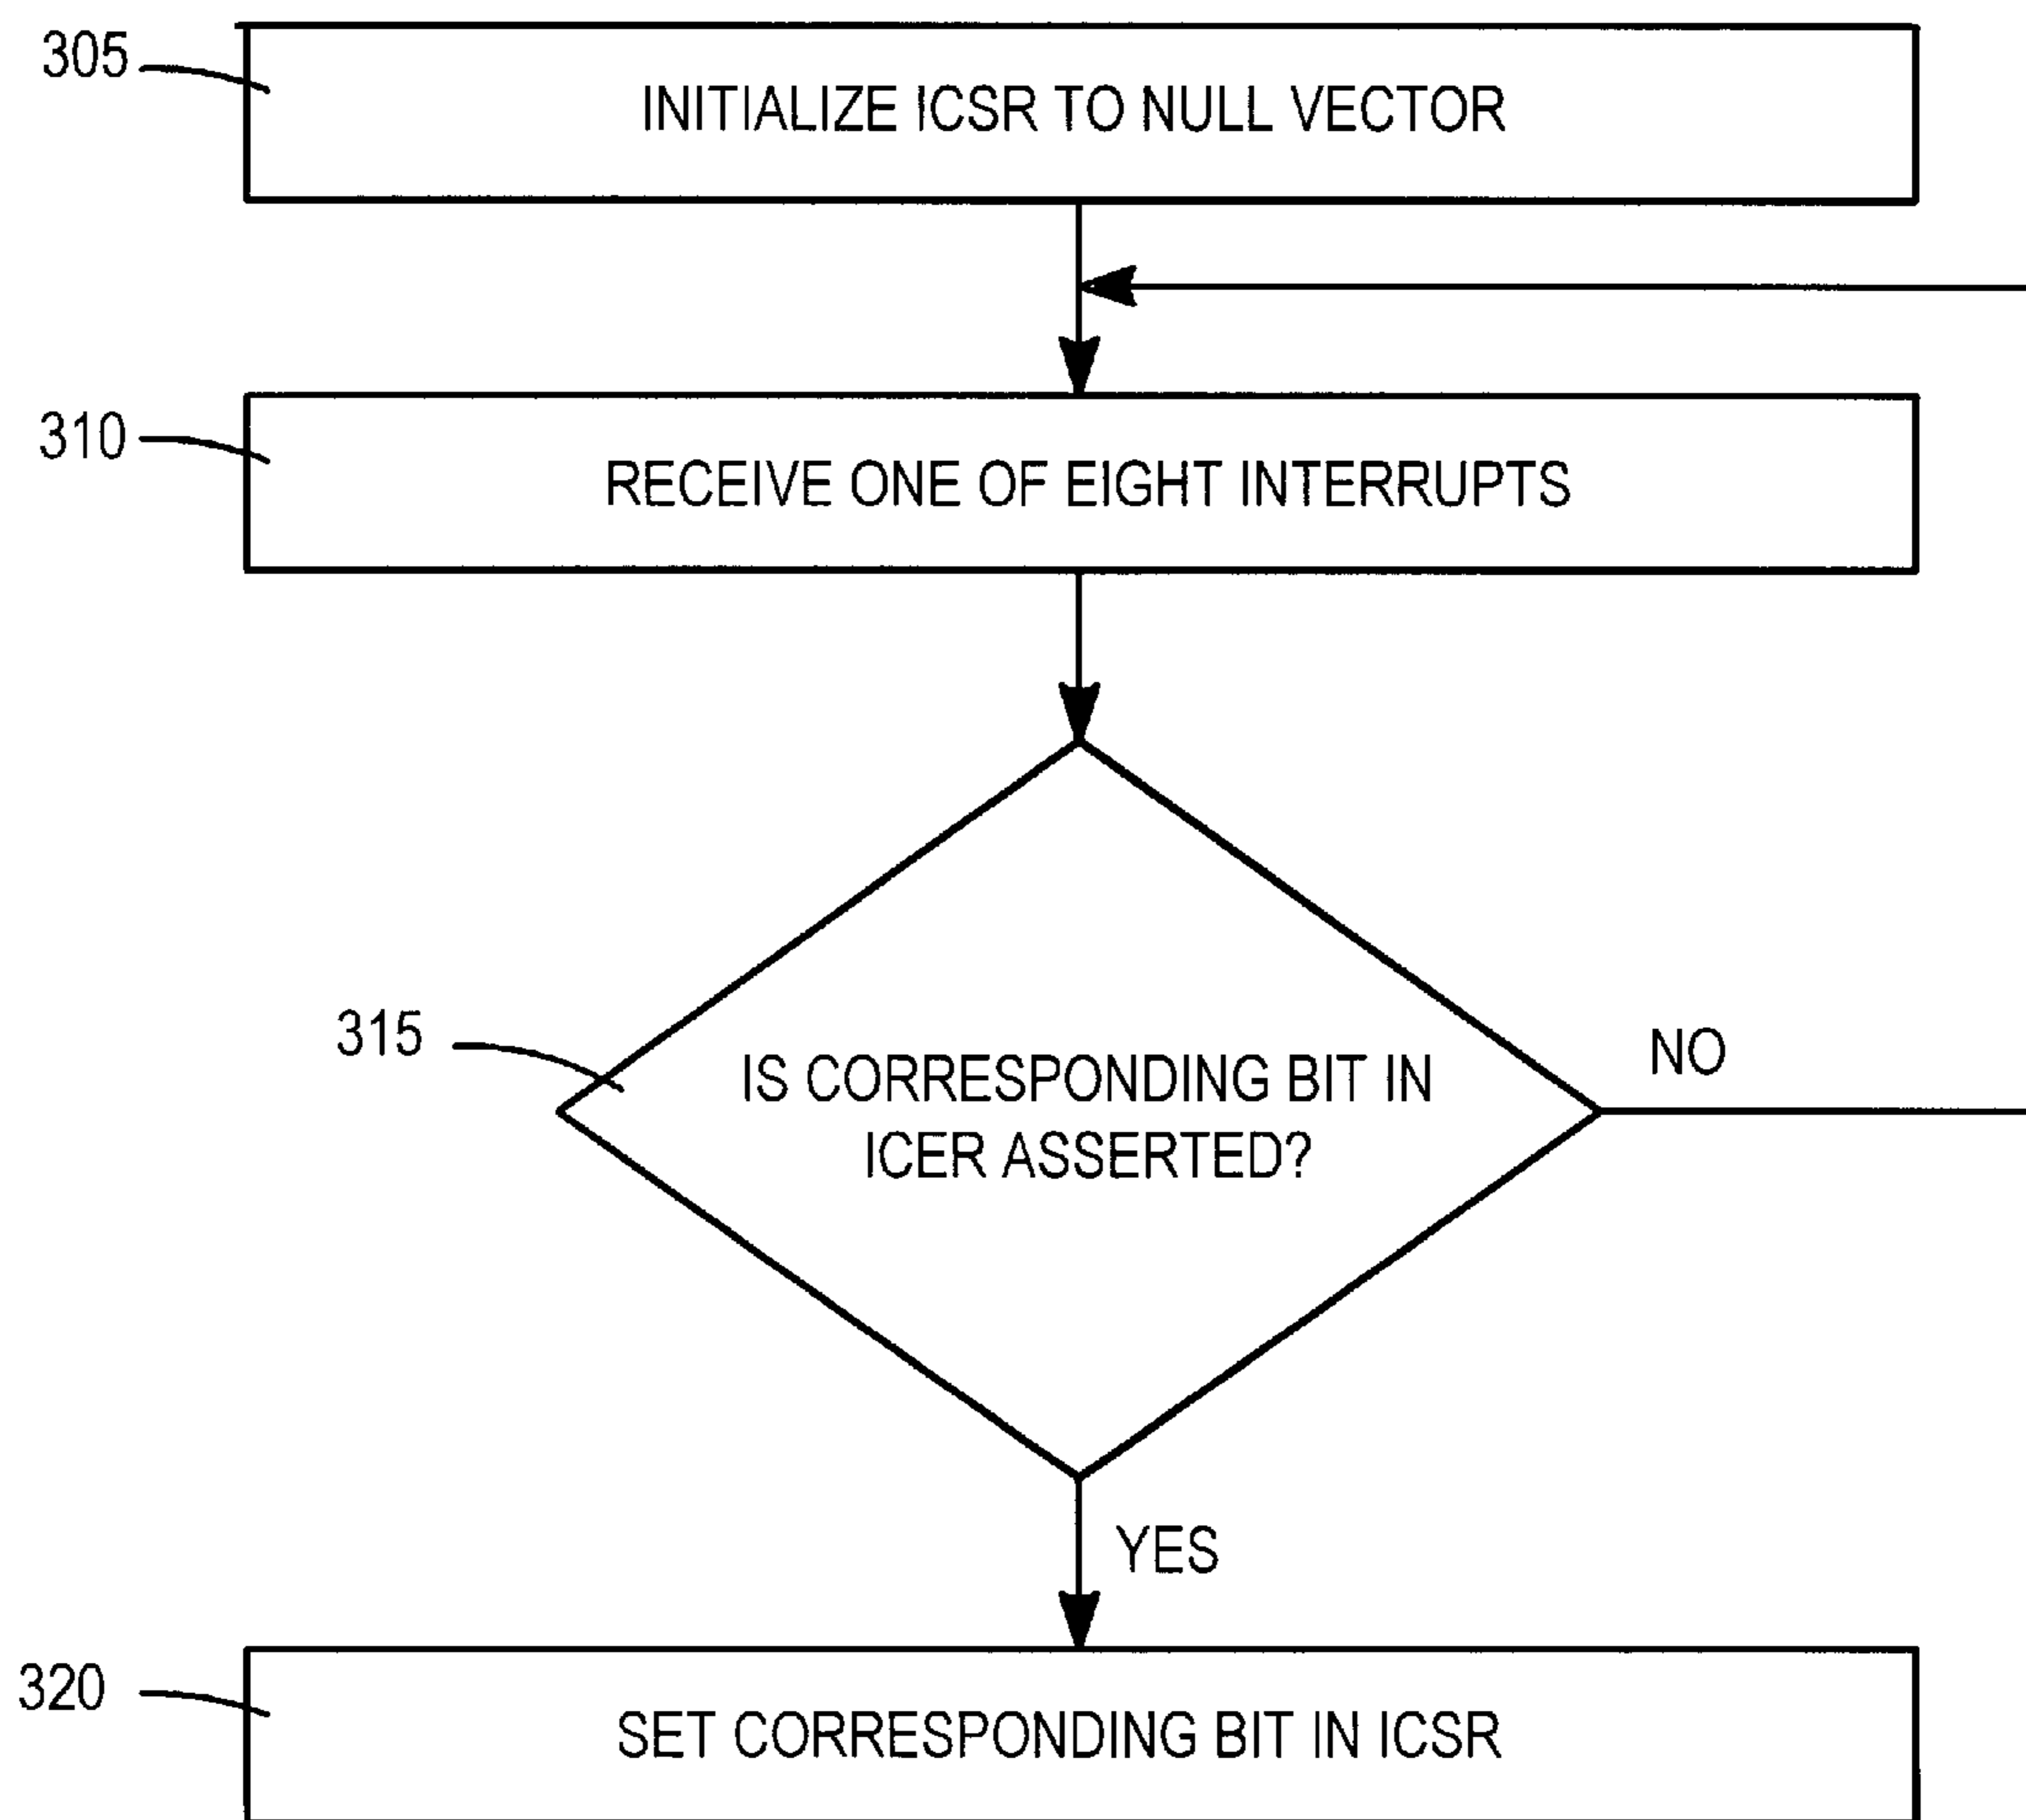 305
INITIALIZE ICSR TO NULL VECTOR
310
RECEIVE ONE OF EIGHT INTERRUPTS
315
IS CORRESPONDING BIT IN
ICER ASSERTED?
NO
YES
320
SET CORRESPONDING BIT IN ICSR